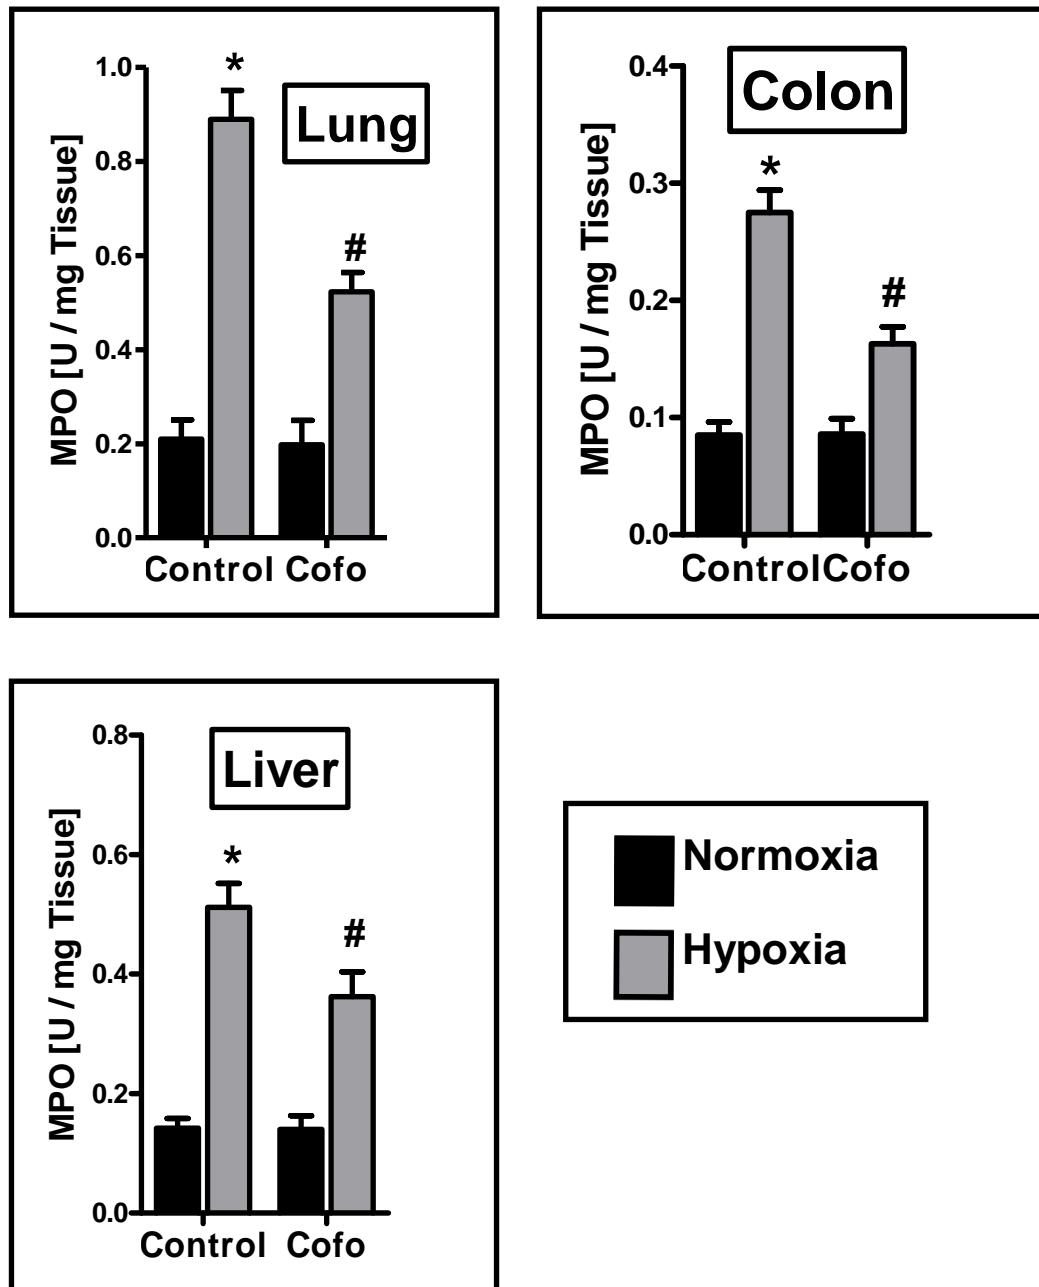 Lung
MPO [U / mg Tissue]
1.0
0.8
0.6
0.4
0.2
0.0
*
#
Control Cofo
Colon
MPO [U / mg Tissue]
0.4
0.3
0.2
0.1
0.0
*
#
ControlCofo
Liver
MPO [U / mg Tissue]
0.8
0.6
0.4
0.2
0.0
*
#
Control Cofo
Normoxia
Hypoxia